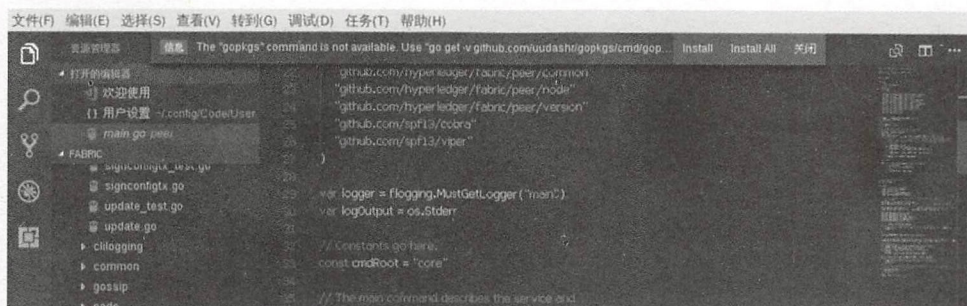 文件(F) 编辑(E) 选择(S) 查看(V) 转到(G) 调试(D) 任务(T) 帮助(H)
资源管理器
信息 The "gopkgs" command is not available. Use "go get -v github.com/uudashr/gopkgs/cmd/gop... Install Install All 关闭
打开的编辑器
欢迎使用
{} 用户设置 ~/.config/Code/User
main.go peer
FABRIC
signconfigtx_test.go
signconfigtx.go
update_test.go
update.go
clilogging
common
gossip
node
"github.com/hyperledger/fabric/peer/common"
"github.com/hyperledger/fabric/peer/node"
"github.com/hyperledger/fabric/peer/version"
"github.com/spf13/cobra"
"github.com/spf13/viper"
)
var logger = flogging.MustGetLogger("main")
var logOutput = os.Stderr
// Constants go here.
const cmdRoot = "core"
// The main command describes the service and